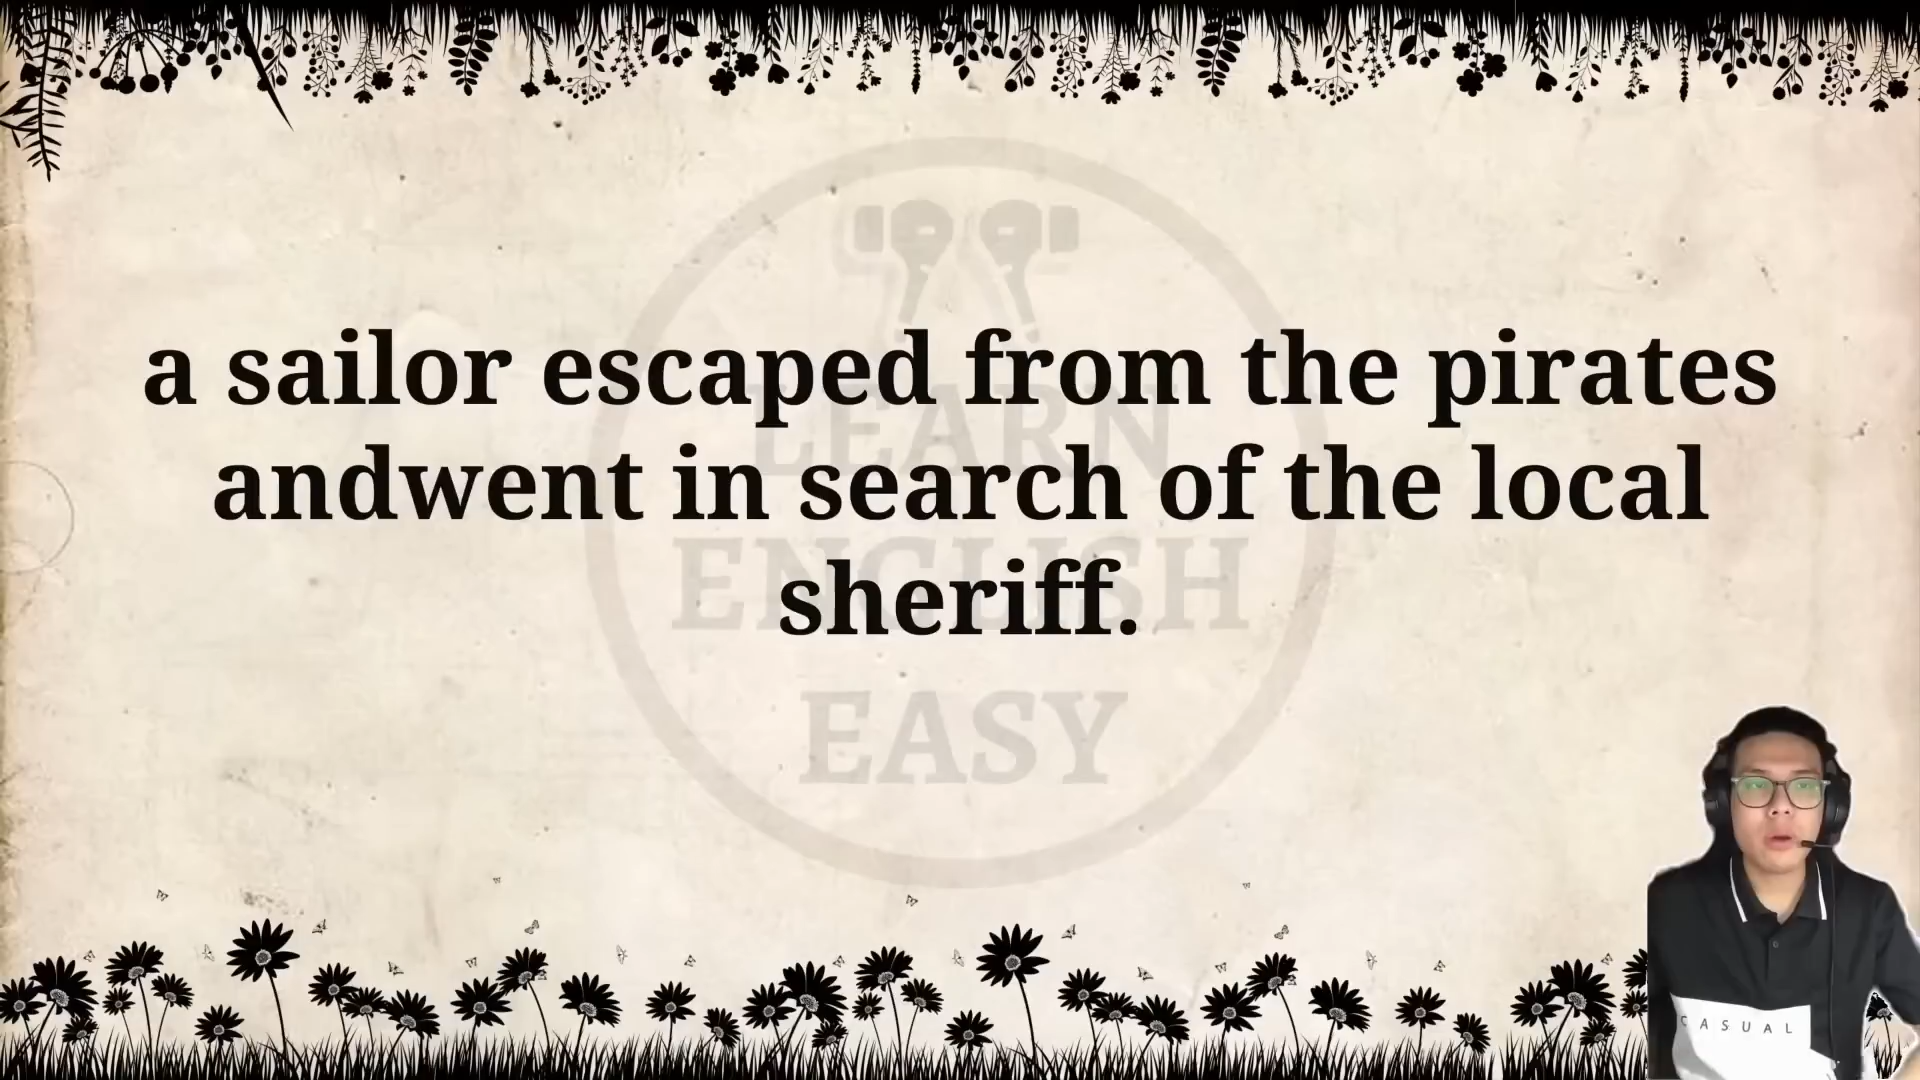 a sailor escaped from the pirates
andwent in search of the local
sheriff.
LEARN
ENGLISH
EASY
CASUAL